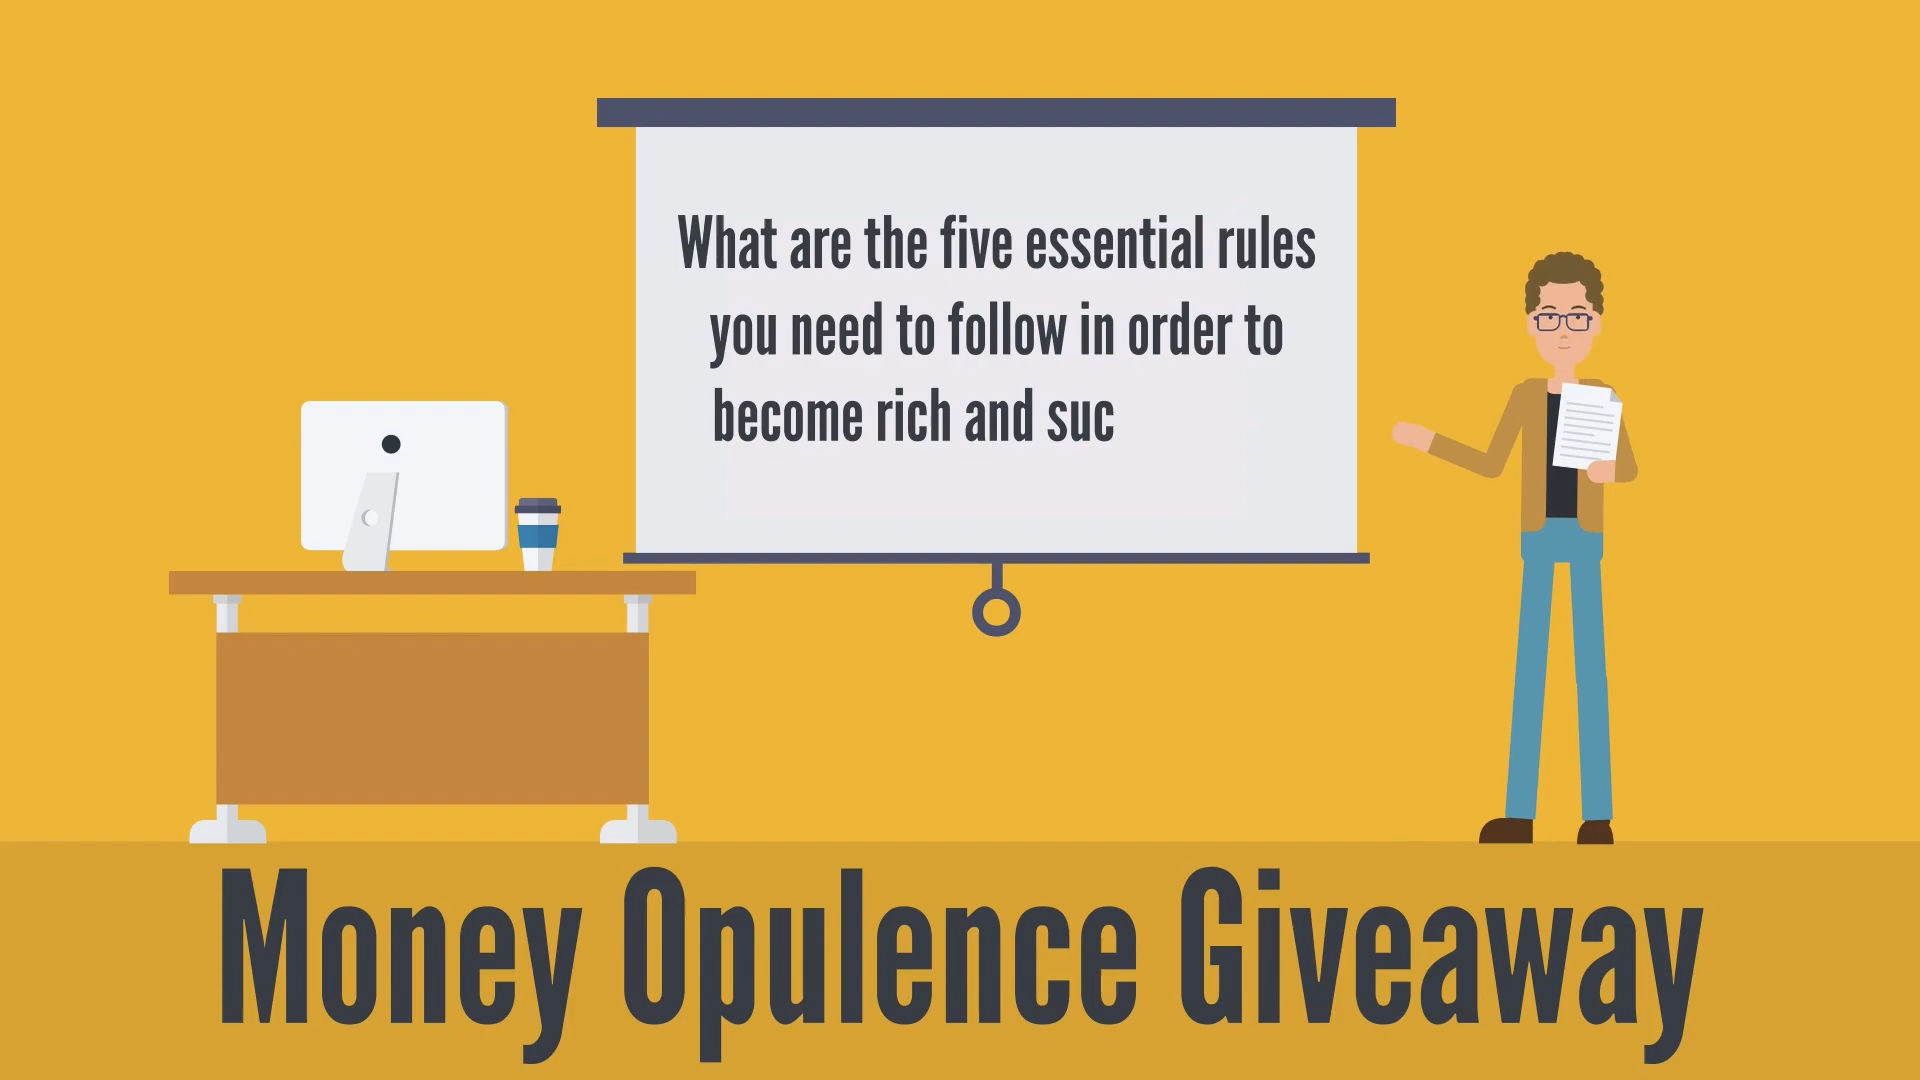 What are the five essential rules
you need to follow in order to
become rich and suc
Money Opulence Giveaway